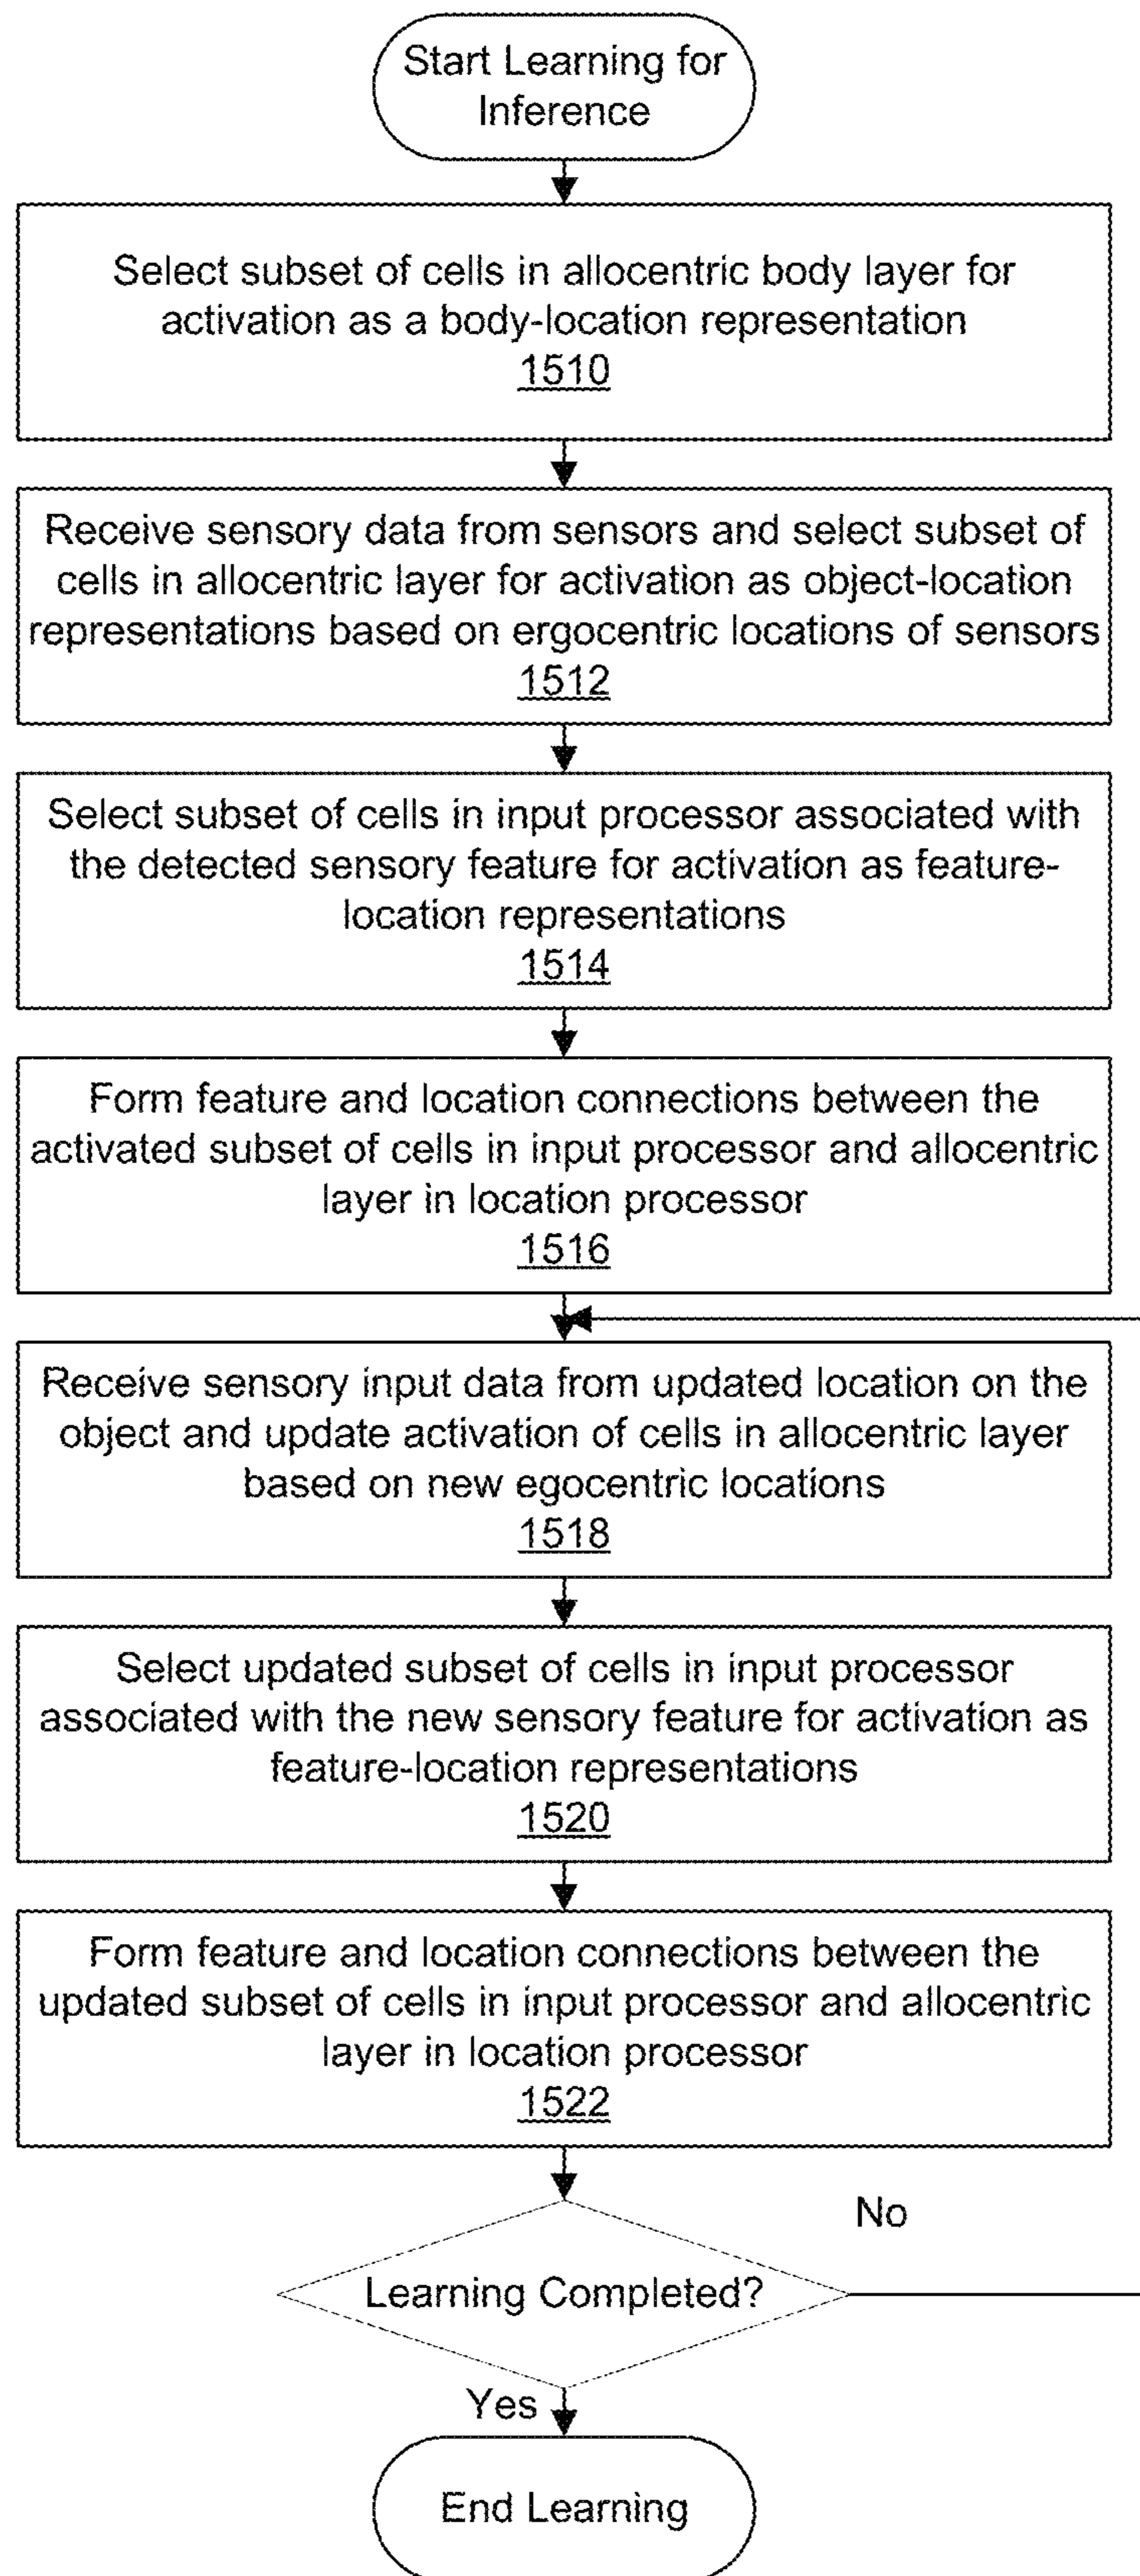 Start Learning for
Inference
Select subset of cells in allocentric body layer for
activation as a body-location representation
1510
Receive sensory data from sensors and select subset of
cells in allocentric layer for activation as object-location
representations based on ergocentric locations of sensors
1512
Select subset of cells in input processor associated with
the detected sensory feature for activation as feature-
location representations
1514
Form feature and location connections between the
activated subset of cells in input processor and allocentric
layer in location processor
1516
Receive sensory input data from updated location on the
object and update activation of cells in allocentric layer
based on new egocentric locations
1518
Select updated subset of cells in input processor
associated with the new sensory feature for activation as
feature-location representations
1520
Form feature and location connections between the
updated subset of cells in input processor and allocentric
layer in location processor
1522
No
Learning Completed?
Yes
End Learning